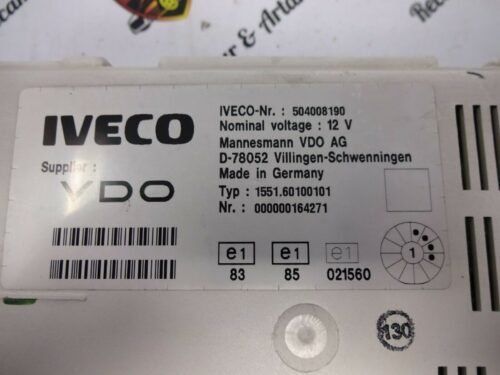 IVECO
Supplier :
VDO
IVECO-Nr. : 504008190
Nominal voltage : 12 V
Mannesmann VDO AG
D-78052 Villingen-Schwenningen
Made in Germany
Typ : 1551.60100101
Nr. : 000000164271
e1 e1 e1
83 85 021560
1
130